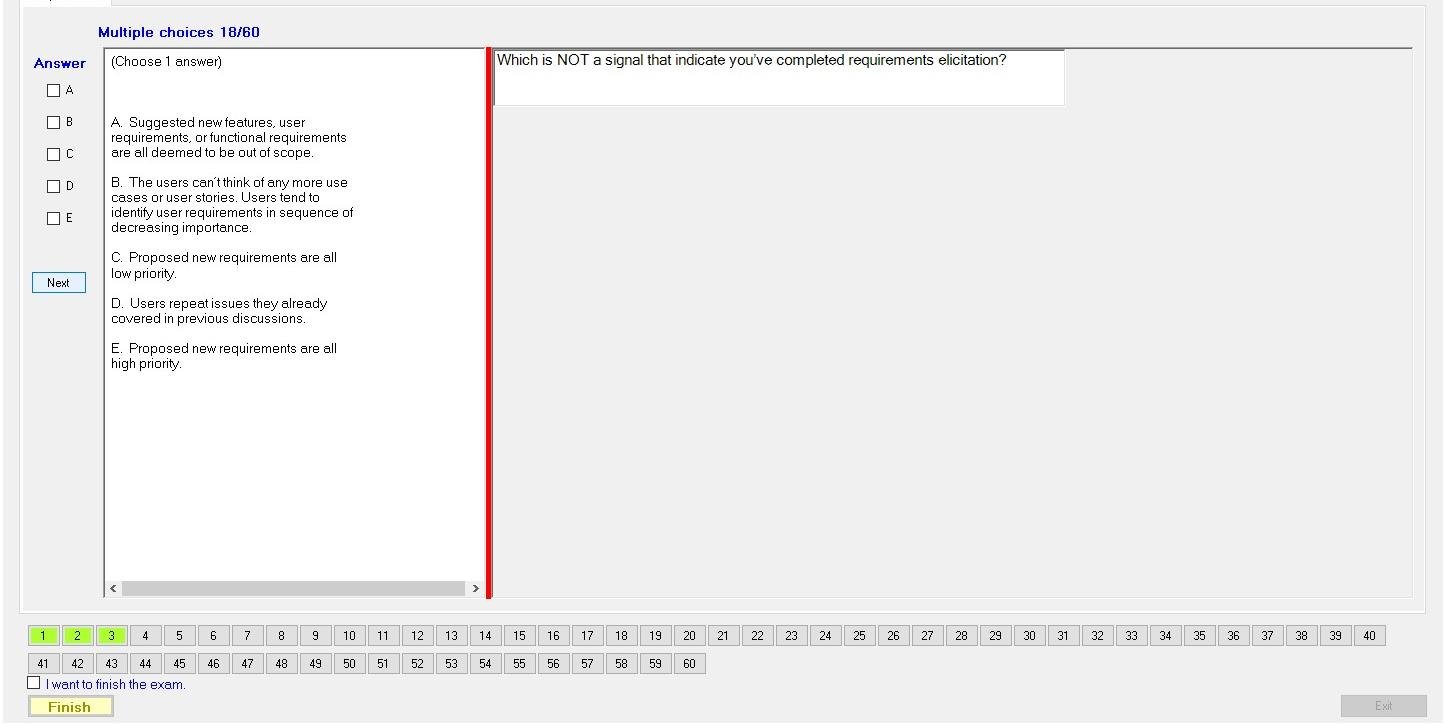 Multiple choices 18/60
Answer
A
B
C
D
E
Next
(Choose 1 answer)
A. Suggested new features, user
requirements, or functional requirements
are all deemed to be out of scope.
B. The users can´t think of any more use
cases or user stories. Users tend to
identify user requirements in sequence of
decreasing importance.
C. Proposed new requirements are all
low priority.
D. Users repeat issues they already
covered in previous discussions.
E. Proposed new requirements are all
high priority.
Which is NOT a signal that indicate you've completed requirements elicitation?
1 2 3 4 5 6 7 8 9 10 11 12 13 14 15 16 17 18 19 20 21 22 23 24 25 26 27 28 29 30 31 32 33 34 35 36 37 38 39 40
41 42 43 44 45 46 47 48 49 50 51 52 53 54 55 56 57 58 59 60
I want to finish the exam.
Finish
Exit